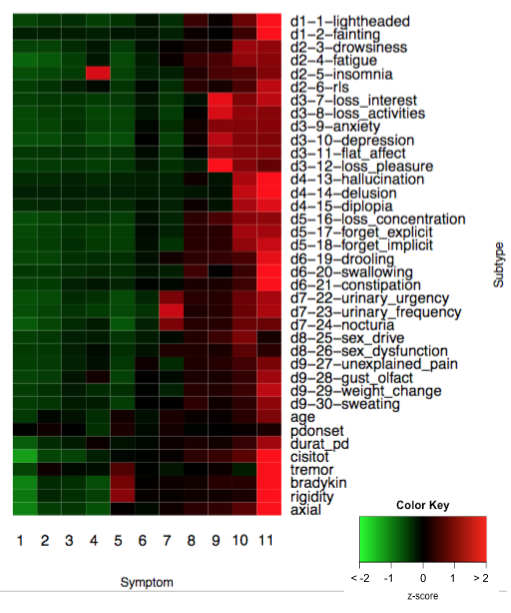 d1-1-lightheaded
d1-2-fainting
d2-3-drowsiness
d2-4-fatigue
d2-5-insomnia
d2-6-rls
d3-7-loss_interest
d3-8-loss_activities
d3-9-anxiety
d3-10-depression
d3-11-flat_affect
d3-12-loss_pleasure
d4-13-hallucination
d4-14-delusion
d4-15-diplopia
d5-16-loss_concentration
d5-17-forget_explicit
d5-18-forget_implicit
d6-19-drooling
d6-20-swallowing
d6-21-constipation
d7-22-urinary_urgency
d7-23-urinary_frequency
d7-24-nocturia
d8-25-sex_drive
d8-26-sex_dysfunction
d9-27-unexplained_pain
d9-28-gust_olfact
d9-29-weight_change
d9-30-sweating
age
pdonset
durat_pd
cisitot
tremor
bradykin
rigidity
axial
Subtype
1 2 3 4 5 6 7 8 9 10 11
Symptom
Color Key
< -2 -1 0 1 > 2
z-score